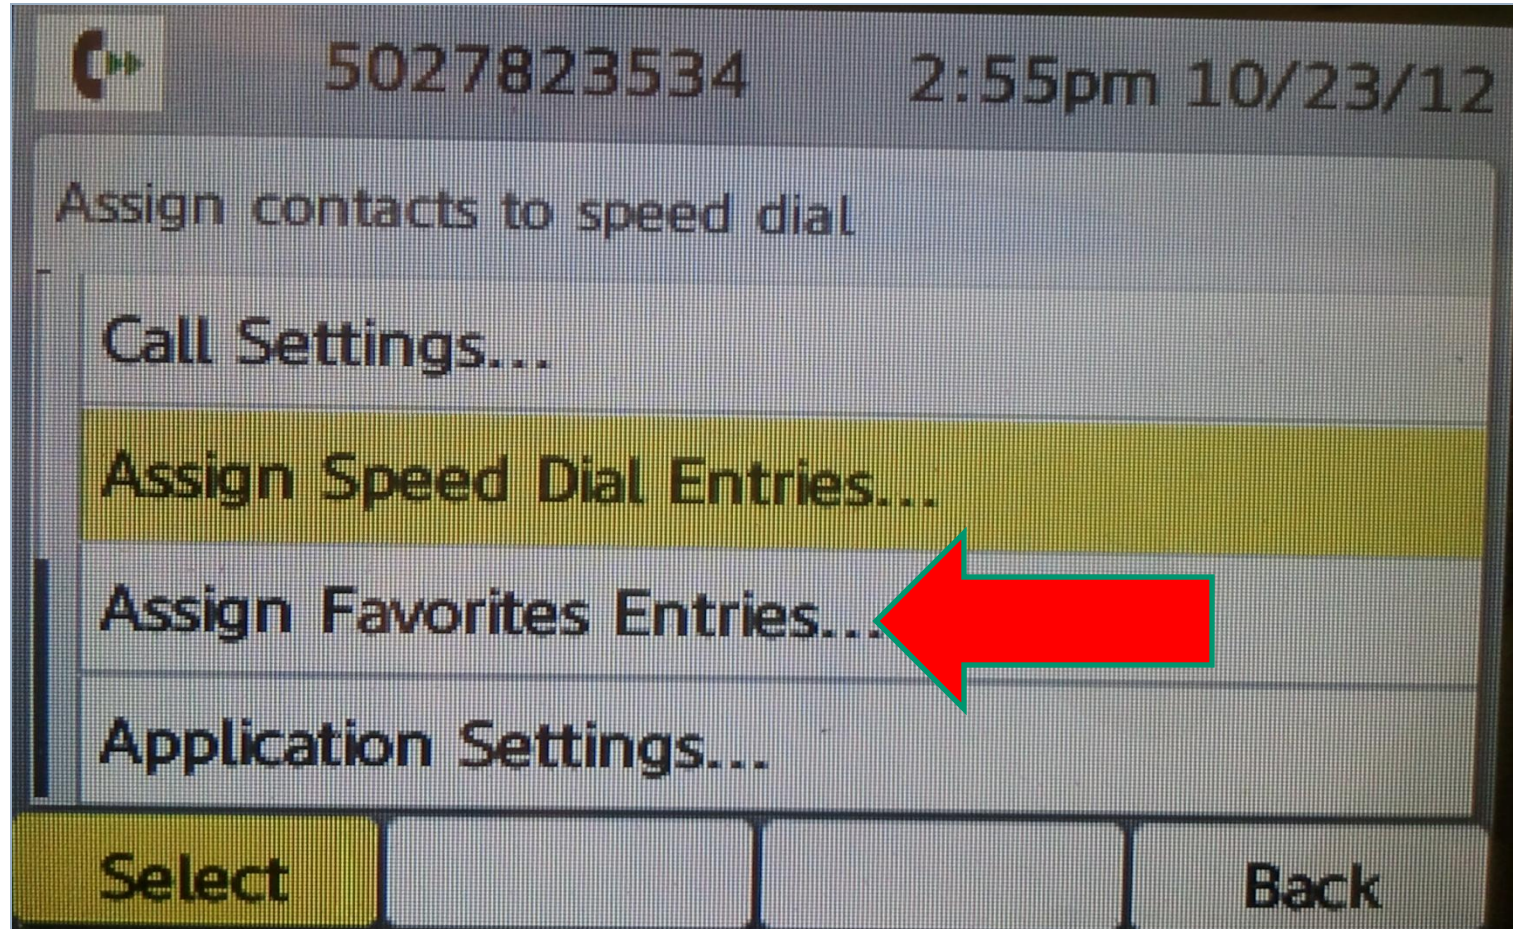 5027823534 2:55pm 10/23/12
Assign contacts to speed dial
Call Settings...
Assign Speed Dial Entries...
Assign Favorites Entries...
Application Settings...
Select Back